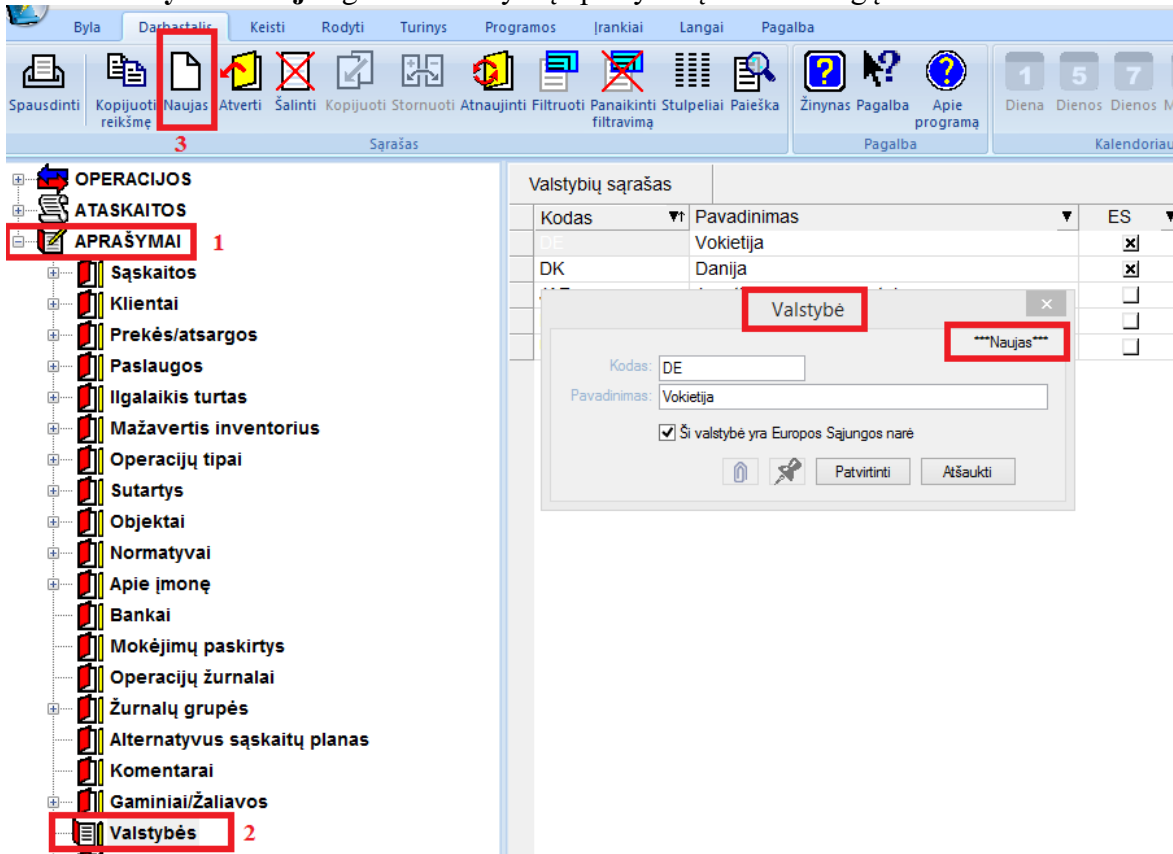 Byla Darbastalis Keisti Rodyti Turinys Programos Įrankiai Langai Pagalba
Spausdinti Kopijuoti reikšmę Naujas Atverti Šalinti Kopijuoti Stornuoti Atnaujinti Filtruoti Panaikinti filtravimą Stulpeliai Paieška Žinynas Pagalba Apie programą Diena Dienos Dienos
1 5 7
3 Sąrašas Pagalba
OPERACIJOS
ATASKAITOS
APRAŠYMAI 1
Sąskaitos
Klientai
Prekės/atsargos
Paslaugos
Ilgalaikis turtas
Mažavertis inventorius
Operacijų tipai
Sutartys
Objektai
Normatyvai
Apie įmonę
Bankai
Mokėjimų paskirtys
Operacijų žurnalai
Žurnalų grupės
Alternatyvus sąskaitų planas
Komentarai
Gaminiai/Žaliavos
Valstybės 2
Valstybių sąrašas
Kodas Pavadinimas ES
DE Vokietija
DK Danija
Valstybė
***Naujas***
Kodas: DE
Pavadinimas: Vokietija
Ši valstybė yra Europos Sąjungos narė
Patvirtinti Atšaukti